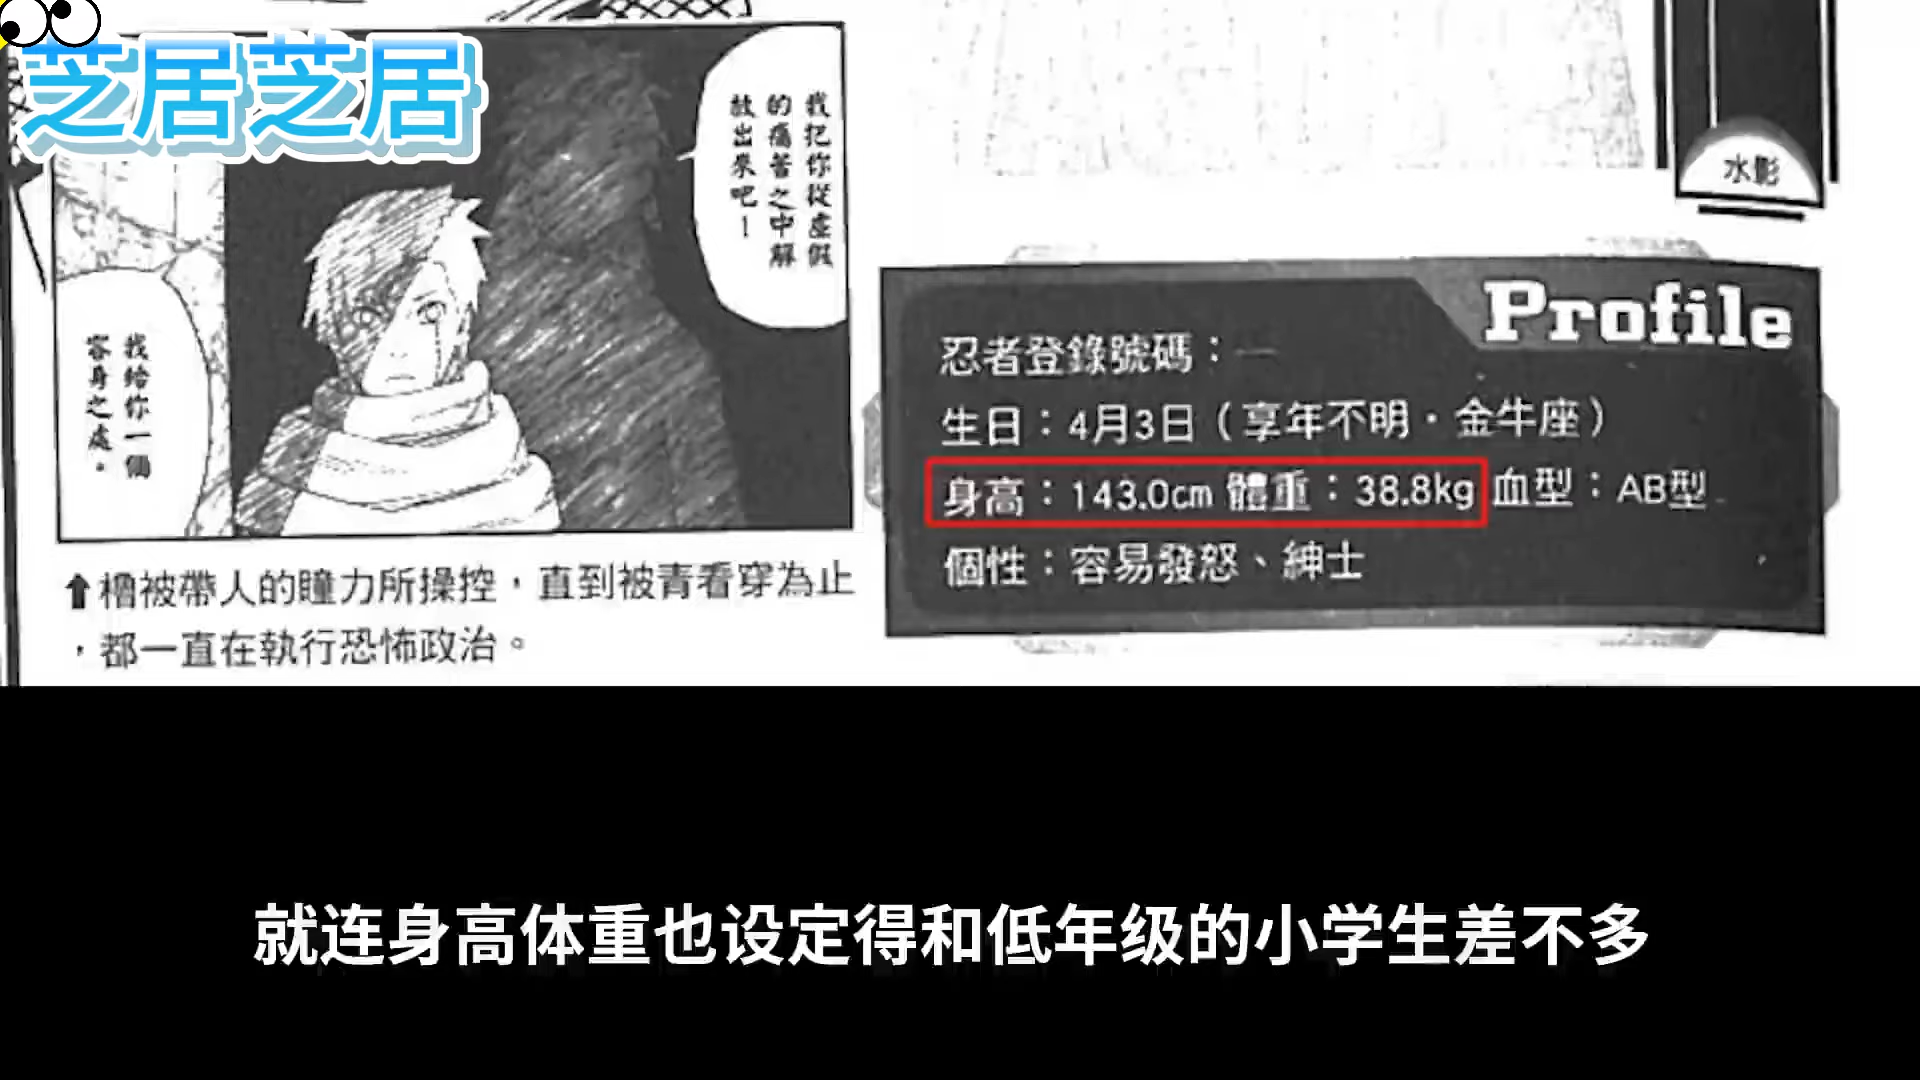 芝居芝居
我把你從虛假
的痛苦之中解
放出來吧！
我給你一個
容身之處。
↑櫓被帶人的瞳力所操控，直到被青看穿為止
，都一直在執行恐怖政治。
水影
Profile
忍者登錄號碼：—
生日：4月3日（享年不明・金牛座）
身高：143.0cm 體重：38.8kg 血型：AB型
個性：容易發怒、紳士
就连身高体重也设定得和低年级的小学生差不多